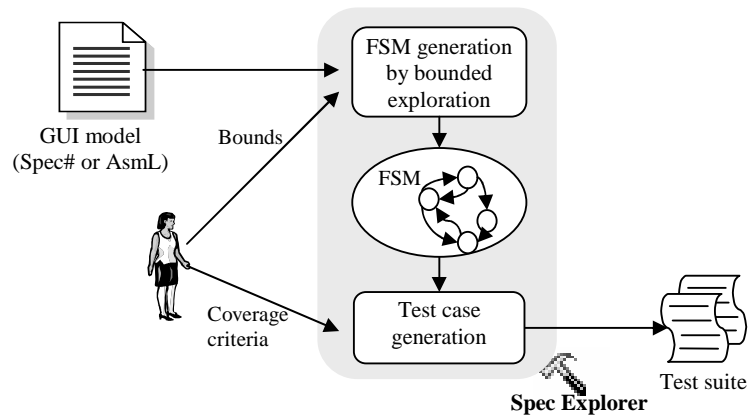 FSM generation
by bounded
exploration
GUI model
(Spec# or AsmL)
Bounds
FSM
Coverage
criteria
Test case
generation
Test suite
Spec Explorer